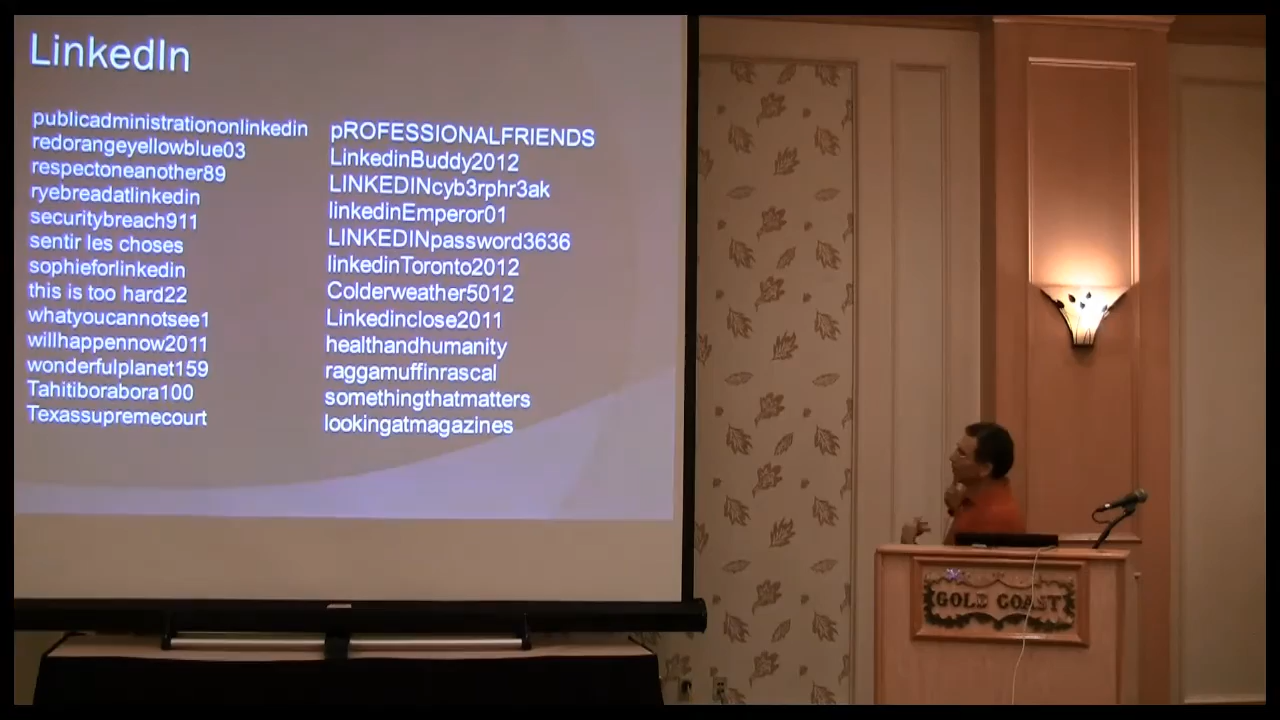 LinkedIn
publicadministrationonlinkedin
redorangeyellowblue03
respectoneanother89
ryebreadatlinkedin
securitybreach911
sentir les choses
sophieforlinkedin
this is too hard22
whatyoucannotsee1
willhappennow2011
wonderfulplanet159
Tahitiborabora100
Texassupremecourt
pROFESSIONALFRIENDS
LinkedinBuddy2012
LINKEDINcyb3rphr3ak
linkedinEmperor01
LINKEDINpassword3636
linkedinToronto2012
Colderweather5012
Linkedinclose2011
healthandhumanity
raggamuffinrascal
somethingthatmatters
lookingatmagazines
GOLD COAST